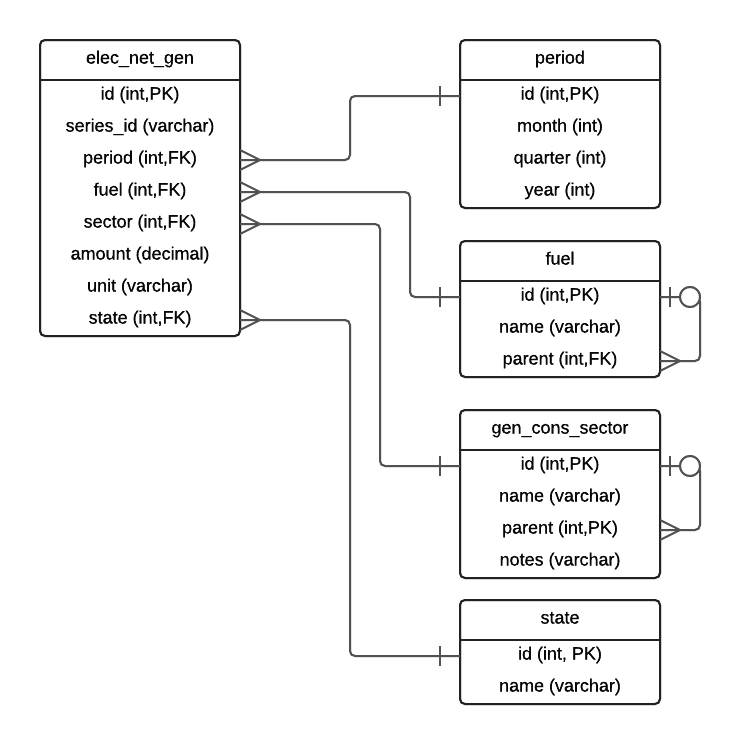 elec_net_gen
id (int,PK)
series_id (varchar)
period (int,FK)
fuel (int,FK)
sector (int,FK)
amount (decimal)
unit (varchar)
state (int,FK)
period
id (int,PK)
month (int)
quarter (int)
year (int)
fuel
id (int,PK)
name (varchar)
parent (int,FK)
gen_cons_sector
id (int,PK)
name (varchar)
parent (int,PK)
notes (varchar)
state
id (int, PK)
name (varchar)